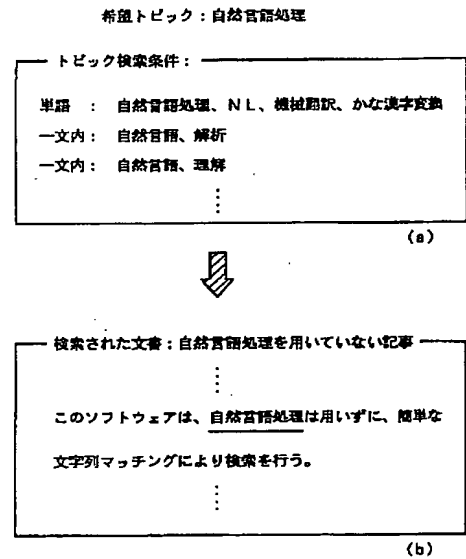 希望トピック：自然言語処理
トピック検索条件：
単語　：　自然言語処理、ＮＬ、機械翻訳、かな漢字変換
一文内：　自然言語、解析
一文内：　自然言語、理解
(a)
検索された文書：自然言語処理を用いていない記事
このソフトウェアは、自然言語処理は用いずに、簡単な
文字列マッチングにより検索を行う。
(b)